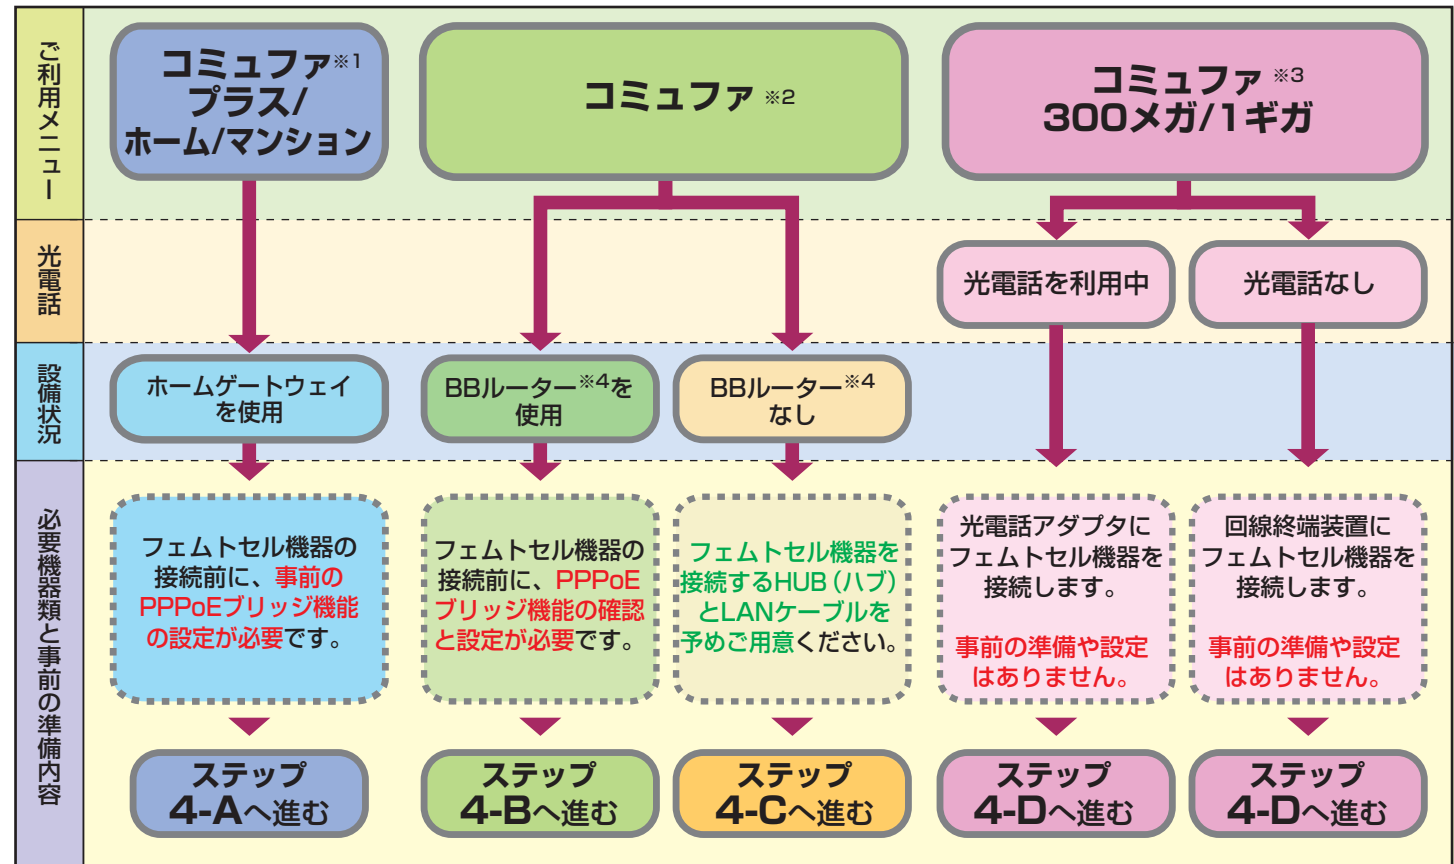 ご利用メニュー
コミュファ※1
プラス/
ホーム/マンション
コミュファ ※2
コミュファ ※3
300メガ/1ギガ
光電話
光電話を利用中
光電話なし
設備状況
ホームゲートウェイ
を使用
BBルーター※4を
使用
BBルーター※4
なし
必要機器類と事前の準備内容
フェムトセル機器の
接続前に、事前の
PPPoEブリッジ機能
の設定が必要です。
フェムトセル機器の
接続前に、PPPoE
ブリッジ機能の確認
と設定が必要です。
フェムトセル機器を
接続するHUB(ハブ)
とLANケーブルを
予めご用意ください。
光電話アダプタに
フェムトセル機器を
接続します。
事前の準備や設定
はありません。
回線終端装置に
フェムトセル機器を
接続します。
事前の準備や設定
はありません。
ステップ
4-Aへ進む
ステップ
4-Bへ進む
ステップ
4-Cへ進む
ステップ
4-Dへ進む
ステップ
4-Dへ進む